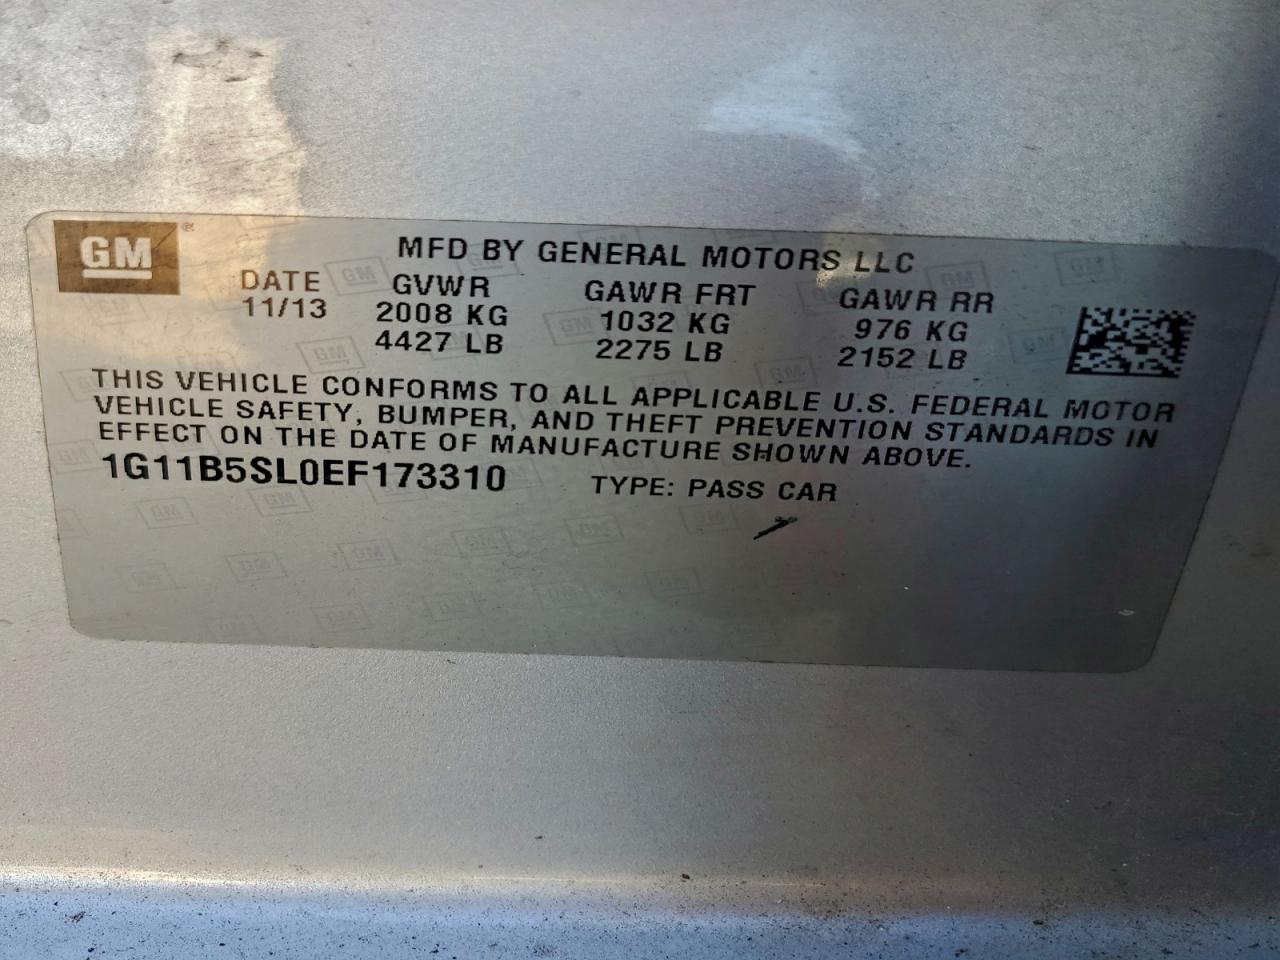 GM
MFD BY GENERAL MOTORS LLC
DATE GVWR GAWR FRT GAWR RR
11/13 2008 KG 1032 KG 976 KG
4427 LB 2275 LB 2152 LB
THIS VEHICLE CONFORMS TO ALL APPLICABLE U.S. FEDERAL MOTOR
VEHICLE SAFETY, BUMPER, AND THEFT PREVENTION STANDARDS IN
EFFECT ON THE DATE OF MANUFACTURE SHOWN ABOVE.
1G11B5SL0EF173310 TYPE: PASS CAR